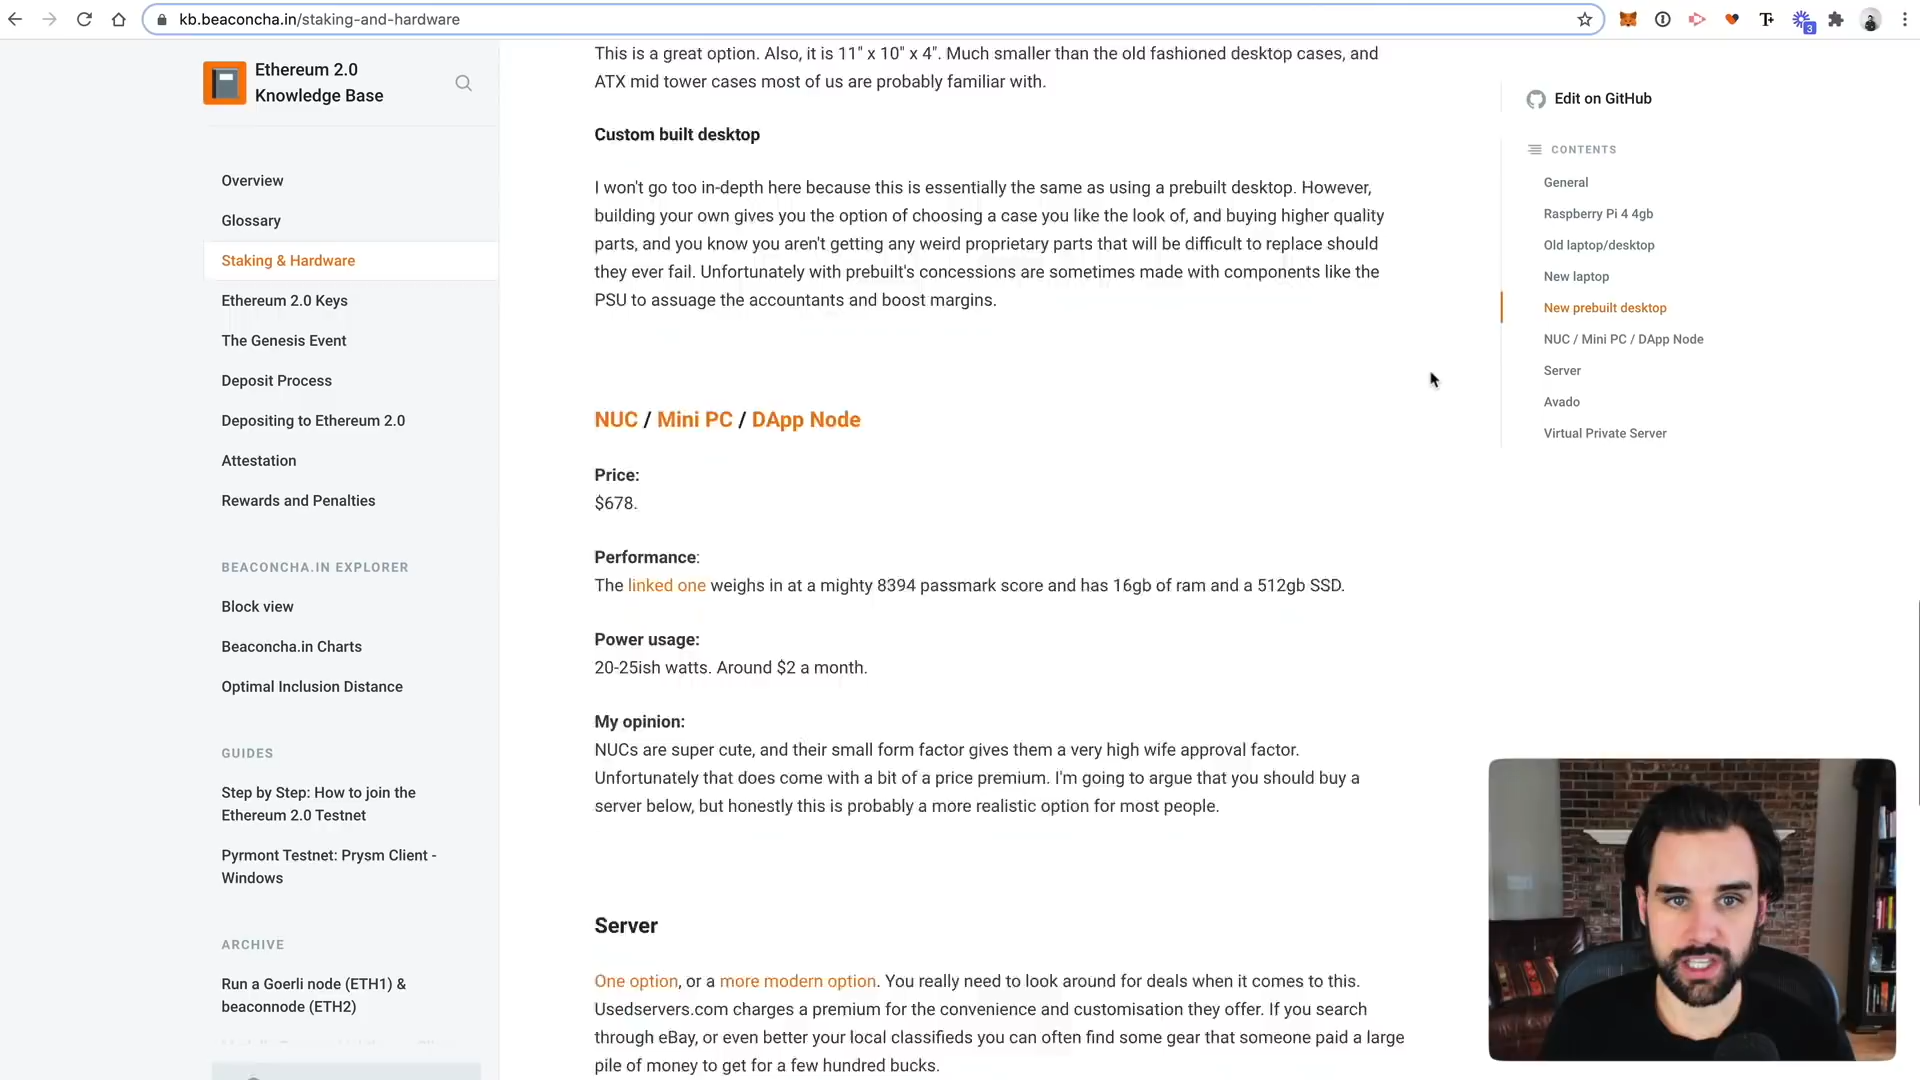 kb.beaconcha.in/staking-and-hardware
3
Ethereum 2.0
Knowledge Base
Overview
Glossary
Staking & Hardware
Ethereum 2.0 Keys
The Genesis Event
Deposit Process
Depositing to Ethereum 2.0
Attestation
Rewards and Penalties
BEACONCHA.IN EXPLORER
Block view
Beaconcha.in Charts
Optimal Inclusion Distance
GUIDES
Step by Step: How to join the
Ethereum 2.0 Testnet
Pyrmont Testnet: Prysm Client -
Windows
ARCHIVE
Run a Goerli node (ETH1) &
beaconnode (ETH2)
This is a great option. Also, it is 11" x 10" x 4". Much smaller than the old fashioned desktop cases, and
ATX mid tower cases most of us are probably familiar with.
Custom built desktop
I won't go too in-depth here because this is essentially the same as using a prebuilt desktop. However,
building your own gives you the option of choosing a case you like the look of, and buying higher quality
parts, and you know you aren't getting any weird proprietary parts that will be difficult to replace should
they ever fail. Unfortunately with prebuilt's concessions are sometimes made with components like the
PSU to assuage the accountants and boost margins.
NUC / Mini PC / DApp Node
Price:
$678.
Performance:
The linked one weighs in at a mighty 8394 passmark score and has 16gb of ram and a 512gb SSD.
Power usage:
20-25ish watts. Around $2 a month.
My opinion:
NUCs are super cute, and their small form factor gives them a very high wife approval factor.
Unfortunately that does come with a bit of a price premium. I'm going to argue that you should buy a
server below, but honestly this is probably a more realistic option for most people.
Server
One option, or a more modern option. You really need to look around for deals when it comes to this.
Usedservers.com charges a premium for the convenience and customisation they offer. If you search
through eBay, or even better your local classifieds you can often find some gear that someone paid a large
pile of money to get for a few hundred bucks.
Edit on GitHub
CONTENTS
General
Raspberry Pi 4 4gb
Old laptop/desktop
New laptop
New prebuilt desktop
NUC / Mini PC / DApp Node
Server
Avado
Virtual Private Server